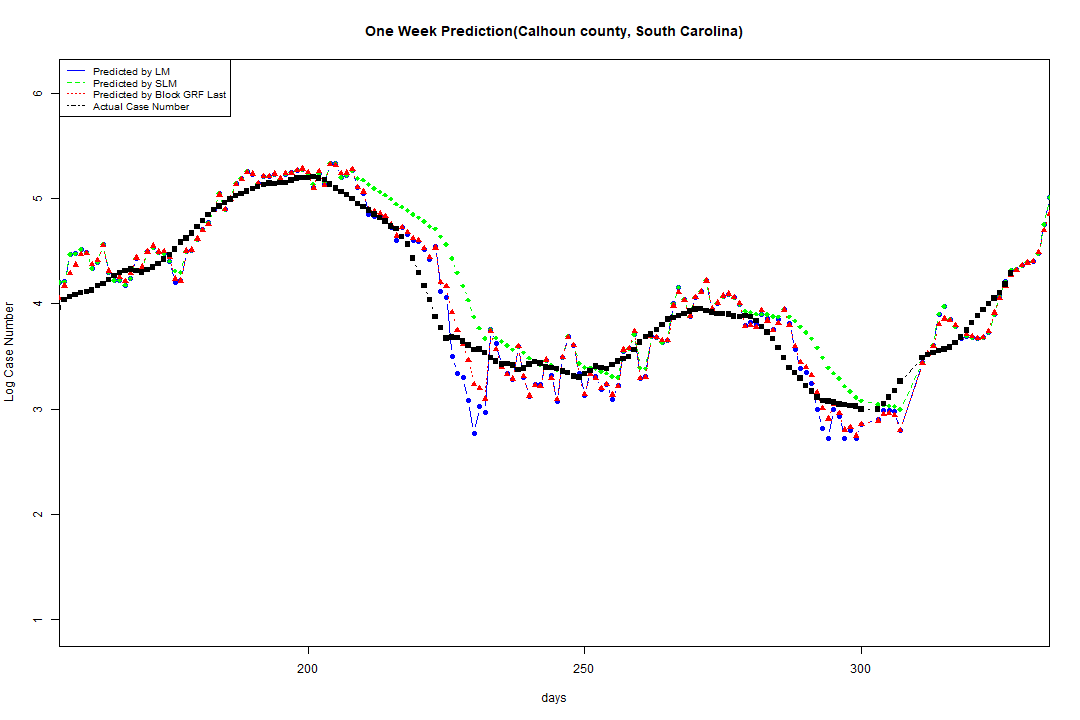 One Week Prediction(Calhoun county, South Carolina)
Predicted by LM
Predicted by SLM
Predicted by Block GRF Last
Actual Case Number
6
5
4
3
2
1
Log Case Number
200 250 300
days